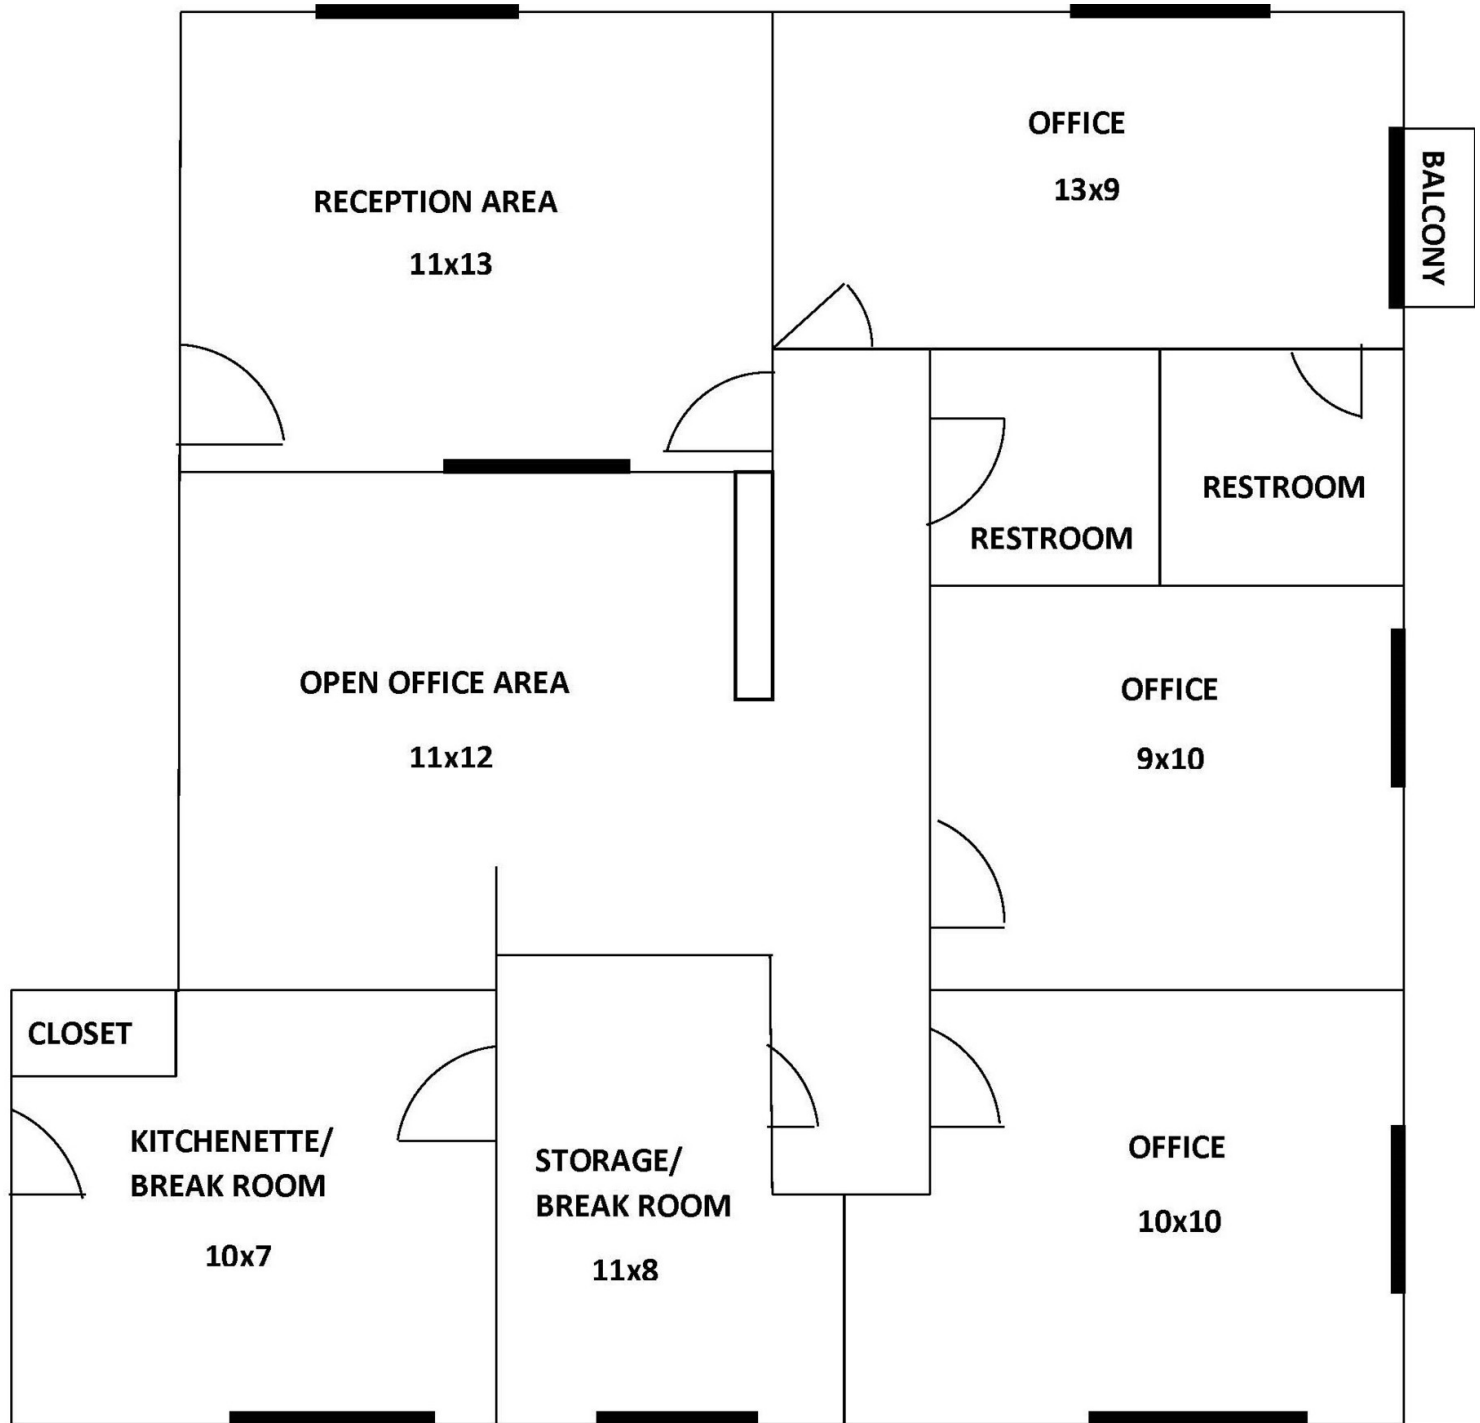 RECEPTION AREA
11x13
OFFICE
13x9
BALCONY
RESTROOM
RESTROOM
OPEN OFFICE AREA
11x12
OFFICE
9x10
CLOSET
KITCHENETTE/
BREAK ROOM
10x7
STORAGE/
BREAK ROOM
11x8
OFFICE
10x10